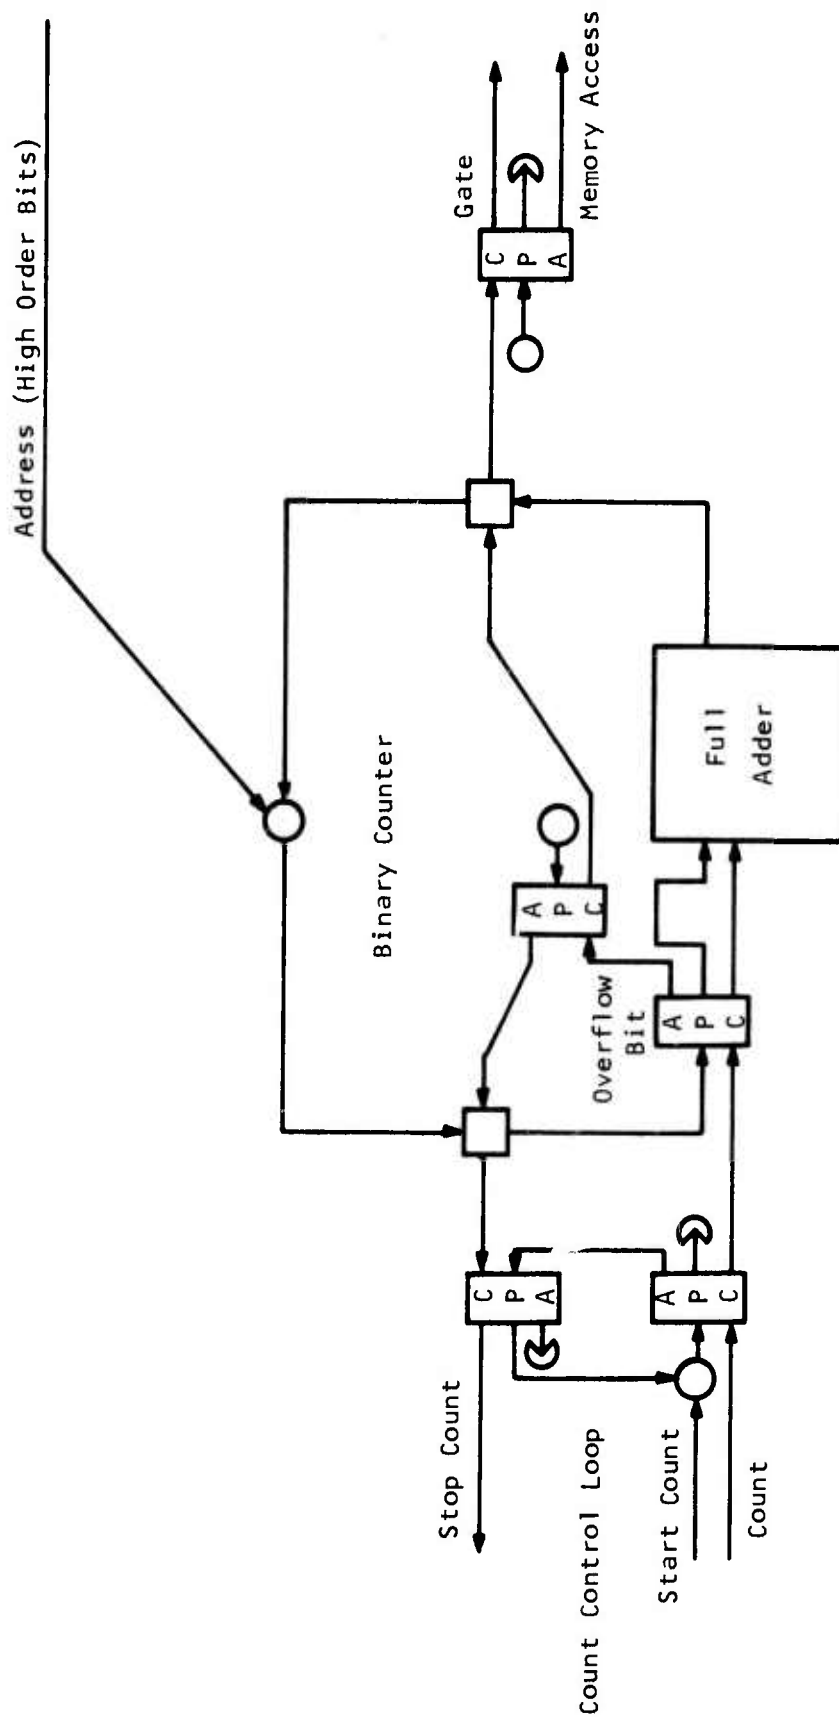 Address (High Order Bits)
Gate
C
P
A
Memory Access
Binary Counter
A
P
C
Full
Adder
Overflow
Bit
A
P
C
Stop Count
C
P
A
A
P
C
Count Control Loop
Start Count
Count